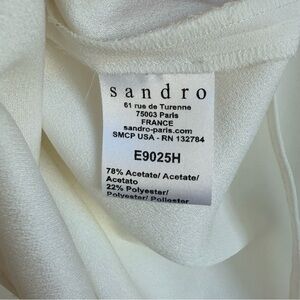 sandro
61 rue de Turenne
75003 Paris
FRANCE
sandro-paris.com
SMCP USA - RN 132784
E9025H
78% Acetate/ Acetate/
Acetato
22% Polyester/
Polyester/ Poliester